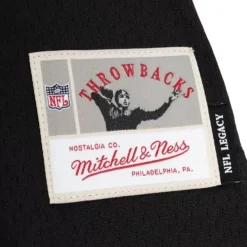 THROWBACKS
NFL
NOSTALGIA CO.
Mitchell & Ness
PHILADELPHIA, PA.
NFL LEGACY